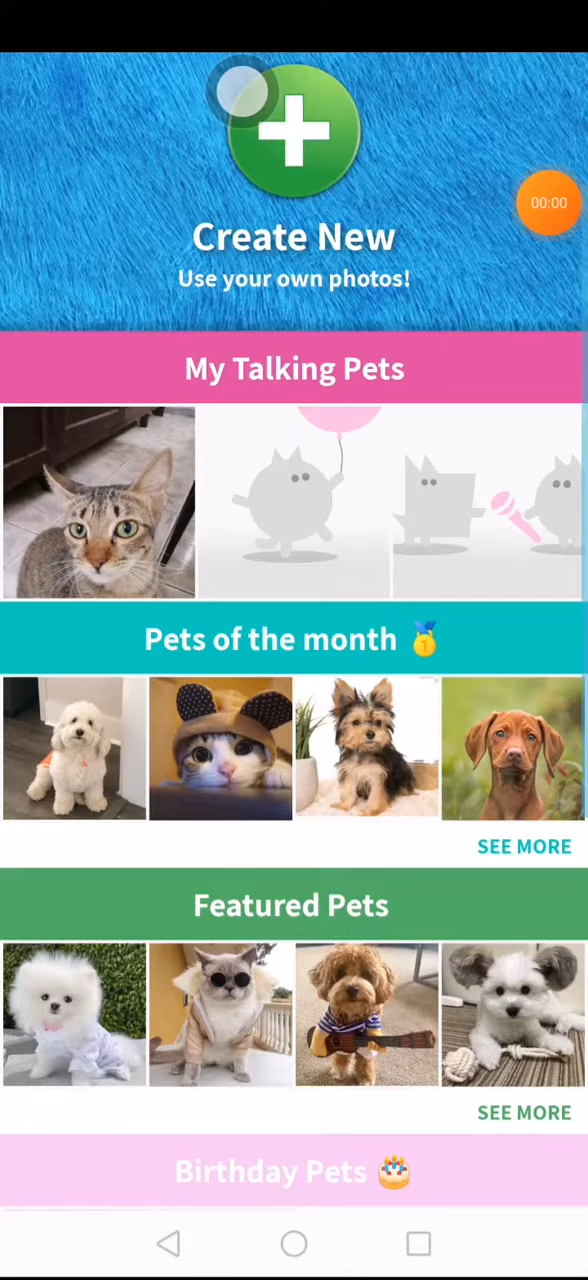 00:00
Create New
Use your own photos!
My Talking Pets
Pets of the month 🥇
SEE MORE
Featured Pets
SEE MORE
Birthday Pets 🎂